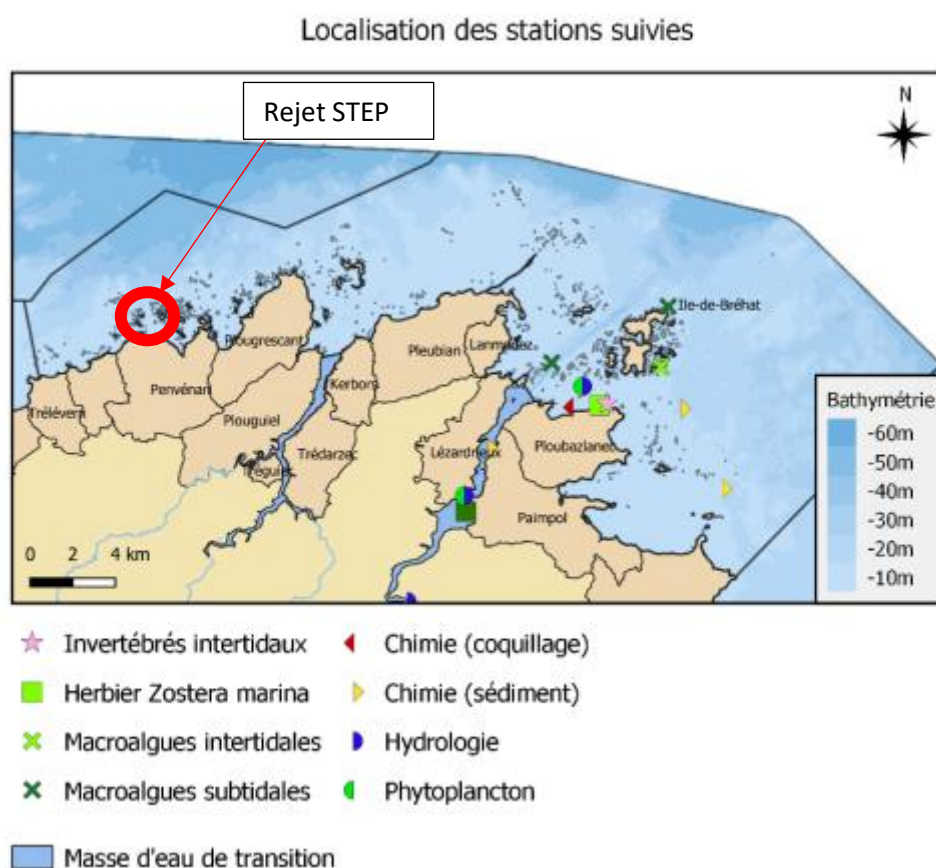 Localisation des stations suivies
Rejet STEP
N
Ile-de-Bréhat
Plougrescant
Lanmodez
Pleubian
Penvénan
Kerbors
Trélévern
Plouguiel
Trédarzec
Lézardrieux
Ploubazlanec
Tréguier
Paimpol
0 2 4 km
Bathymétrie
-60m
-50m
-40m
-30m
-20m
-10m
Invertébrés intertidaux
Chimie (coquillage)
Herbier Zostera marina
Chimie (sédiment)
Macroalgues intertidales
Hydrologie
Macroalgues subtidales
Phytoplancton
Masse d'eau de transition